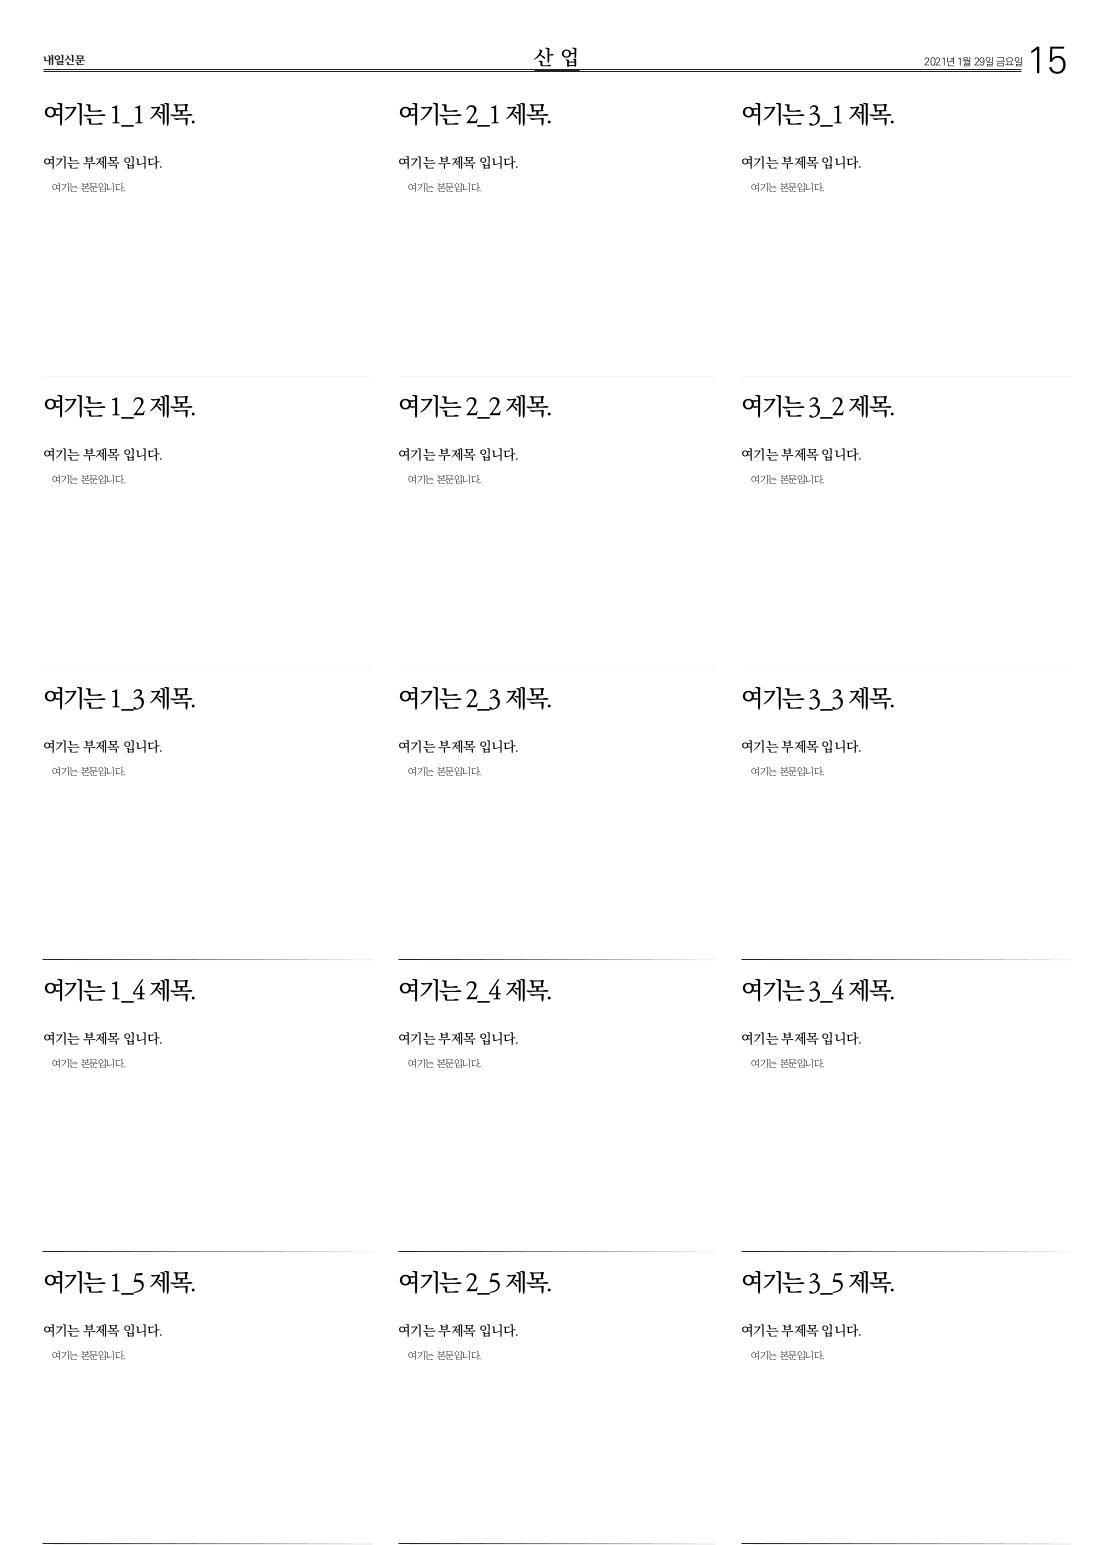 내일신문
산 업
2021년 1월 29일 금요일
15
여기는 1_1 제목.
여기는 부제목 입니다.
여기는 본문입니다.
여기는 1_2 제목.
여기는 부제목 입니다.
여기는 본문입니다.
여기는 1_3 제목.
여기는 부제목 입니다.
여기는 본문입니다.
여기는 1_4 제목.
여기는 부제목 입니다.
여기는 본문입니다.
여기는 1_5 제목.
여기는 부제목 입니다.
여기는 본문입니다.
여기는 2_1 제목.
여기는 부제목 입니다.
여기는 본문입니다.
여기는 2_2 제목.
여기는 부제목 입니다.
여기는 본문입니다.
여기는 2_3 제목.
여기는 부제목 입니다.
여기는 본문입니다.
여기는 2_4 제목.
여기는 부제목 입니다.
여기는 본문입니다.
여기는 2_5 제목.
여기는 부제목 입니다.
여기는 본문입니다.
여기는 3_1 제목.
여기는 부제목 입니다.
여기는 본문입니다.
여기는 3_2 제목.
여기는 부제목 입니다.
여기는 본문입니다.
여기는 3_3 제목.
여기는 부제목 입니다.
여기는 본문입니다.
여기는 3_4 제목.
여기는 부제목 입니다.
여기는 본문입니다.
여기는 3_5 제목.
여기는 부제목 입니다.
여기는 본문입니다.